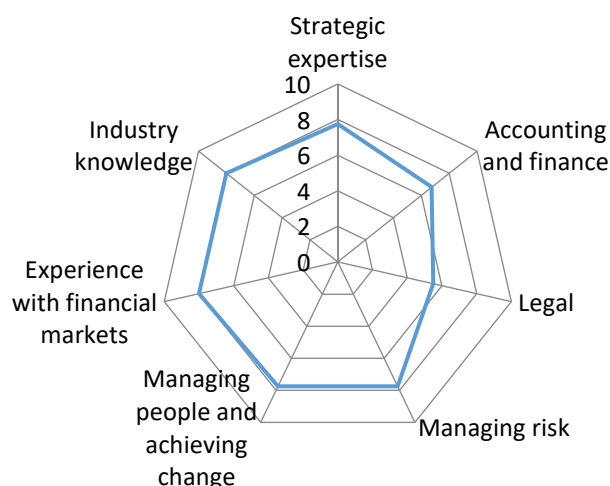 Strategic
expertise
10
8
6
4
2
0
Accounting
and finance
Legal
Managing risk
Managing
people and
achieving
change
Experience
with financial
markets
Industry
knowledge